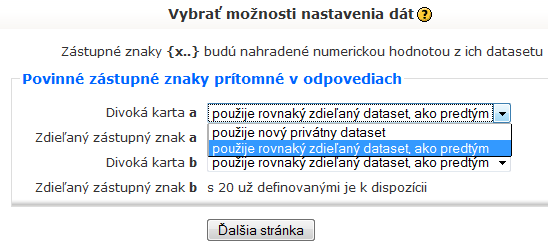 Vybrať možnosti nastavenia dát
Zástupné znaky {x..} budú nahradené numerickou hodnotou z ich datasetu
Povinné zástupné znaky prítomné v odpovediach
Divoká karta a použije rovnaký zdieľaný dataset, ako predtým
Zdieľaný zástupný znak a
použije nový privátny dataset
použije rovnaký zdieľaný dataset, ako predtým
Divoká karta b použije rovnaký zdieľaný dataset, ako predtým
Zdieľaný zástupný znak b s 20 už definovanými je k dispozícii
Ďalšia stránka